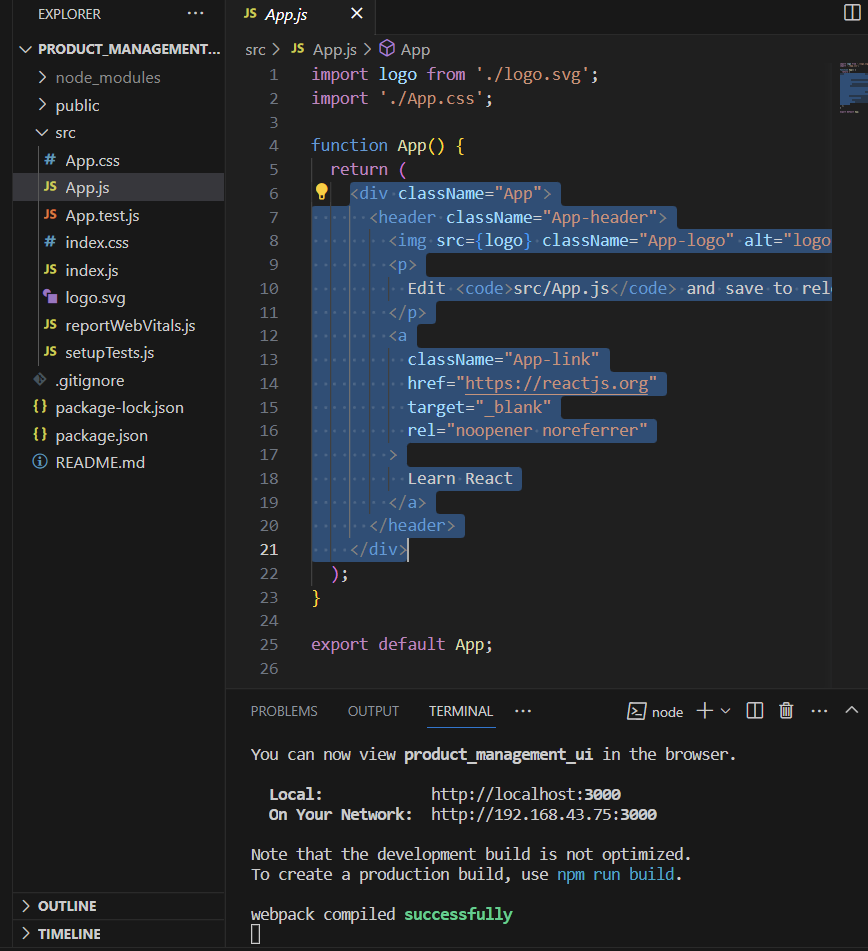 EXPLORER ...
PRODUCT_MANAGEMENT...
node_modules
public
src
# App.css
JS App.js
JS App.test.js
# index.css
JS index.js
logo.svg
JS reportWebVitals.js
JS setupTests.js
.gitignore
{} package-lock.json
{} package.json
README.md
OUTLINE
TIMELINE
JS App.js
src > JS App.js > App
1 import logo from './logo.svg';
2 import './App.css';
3
4 function App() {
5 return (
6 <div className="App">
7 <header className="App-header">
8 <img src={logo} className="App-logo" alt="logo
9 <p>
10 Edit <code>src/App.js</code> and save to rel
11 </p>
12 <a
13 className="App-link"
14 href="https://reactjs.org"
15 target="_blank"
16 rel="noopener noreferrer"
17 >
18 Learn React
19 </a>
20 </header>
21 </div>
22 );
23 }
24
25 export default App;
26
PROBLEMS OUTPUT TERMINAL ... node
You can now view product_management_ui in the browser.
Local: http://localhost:3000
On Your Network: http://192.168.43.75:3000
Note that the development build is not optimized.
To create a production build, use npm run build.
webpack compiled successfully